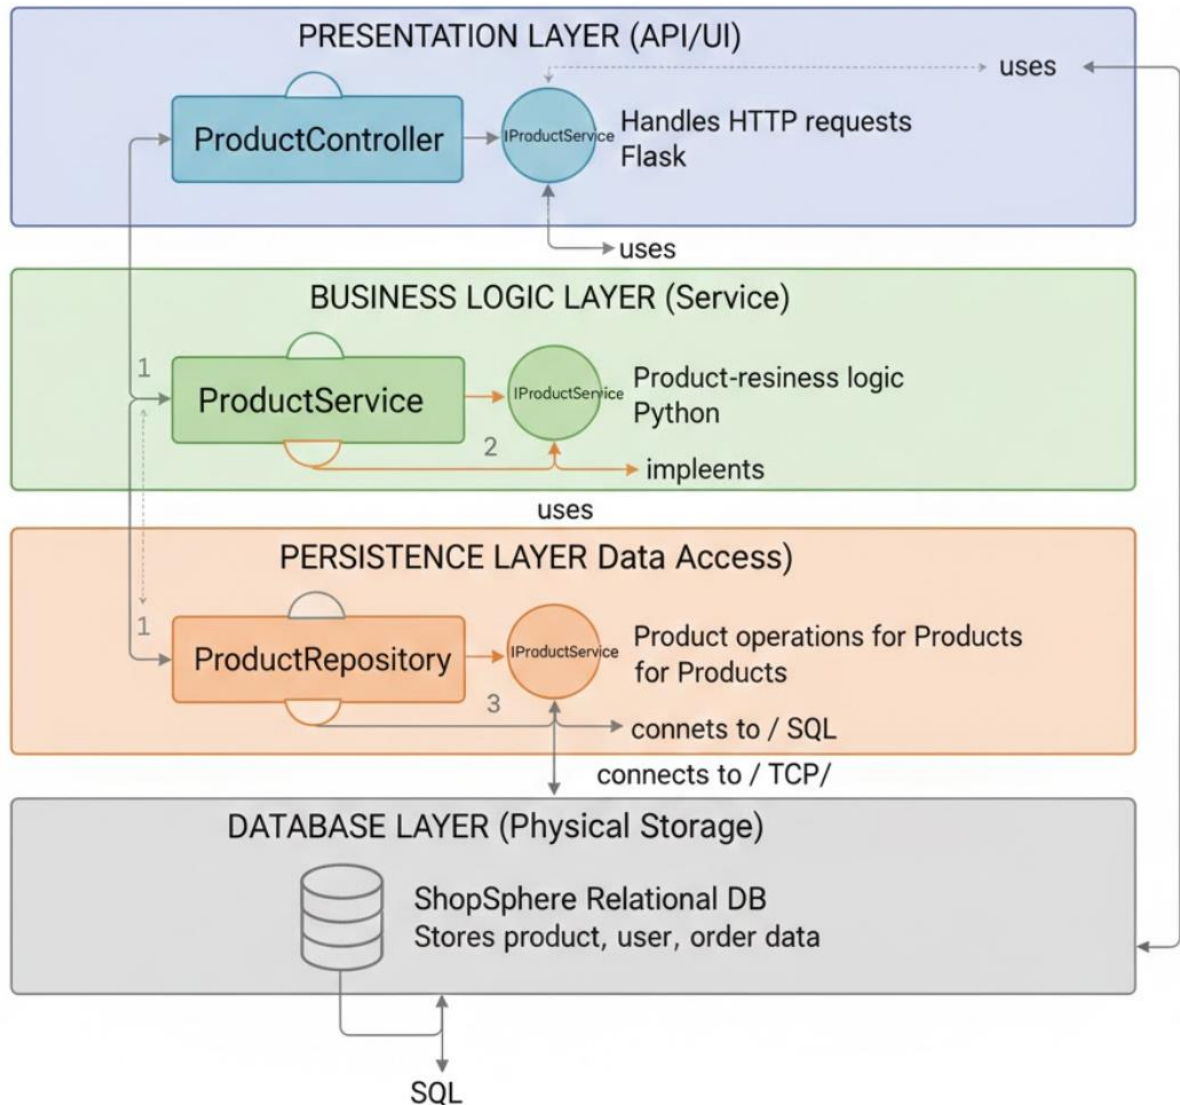 PRESENTATION LAYER (API/UI)
uses
ProductController
IProductService
Handles HTTP requests
Flask
uses
BUSINESS LOGIC LAYER (Service)
1
ProductService
IProductService
Product-resiness logic
Python
2
impleents
uses
PERSISTENCE LAYER Data Access)
1
ProductRepository
IProductService
Product operations for Products
for Products
3
connets to / SQL
connects to / TCP/
DATABASE LAYER (Physical Storage)
ShopSphere Relational DB
Stores product, user, order data
SQL